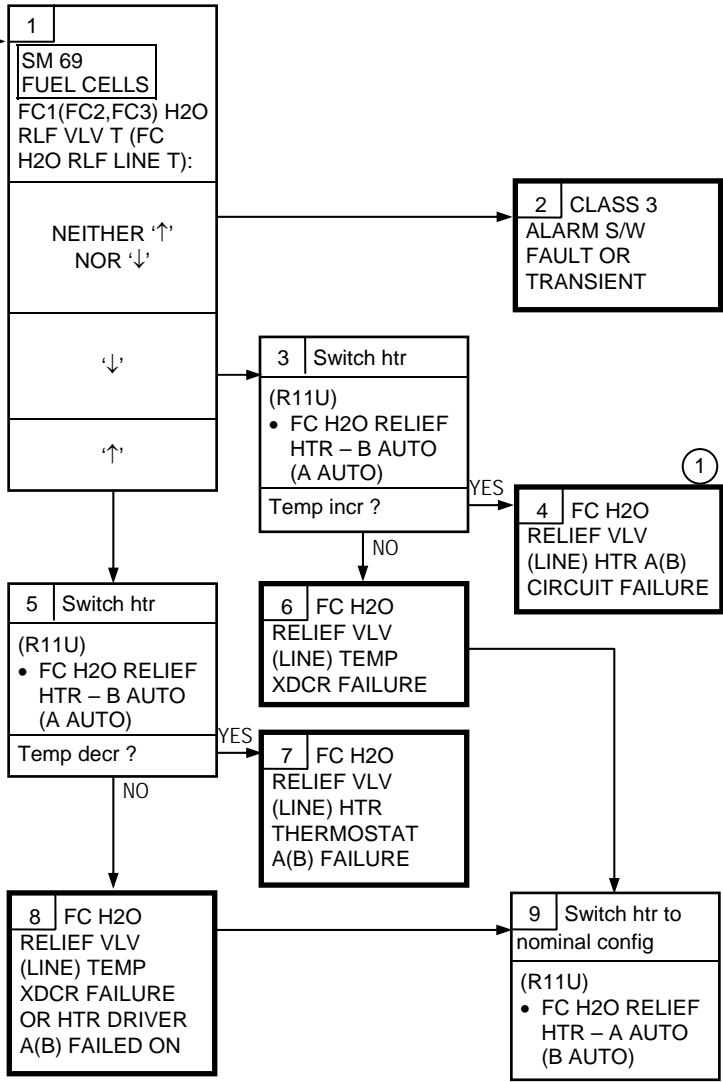 1
SM 69
FUEL CELLS
FC1(FC2,FC3) H2O
RLF VLV T (FC
H2O RLF LINE T):
NEITHER ‘↑’
NOR ‘↓’
‘↓’
‘↑’
2 CLASS 3
ALARM S/W
FAULT OR
TRANSIENT
3 Switch htr
(R11U)
• FC H2O RELIEF
HTR – B AUTO
(A AUTO)
Temp incr ?
YES
NO
1
4 FC H2O
RELIEF VLV
(LINE) HTR A(B)
CIRCUIT FAILURE
5 Switch htr
(R11U)
• FC H2O RELIEF
HTR – B AUTO
(A AUTO)
Temp decr ?
YES
NO
6 FC H2O
RELIEF VLV
(LINE) TEMP
XDCR FAILURE
7 FC H2O
RELIEF VLV
(LINE) HTR
THERMOSTAT
A(B) FAILURE
8 FC H2O
RELIEF VLV
(LINE) TEMP
XDCR FAILURE
OR HTR DRIVER
A(B) FAILED ON
9 Switch htr to
nominal config
(R11U)
• FC H2O RELIEF
HTR – A AUTO
(B AUTO)